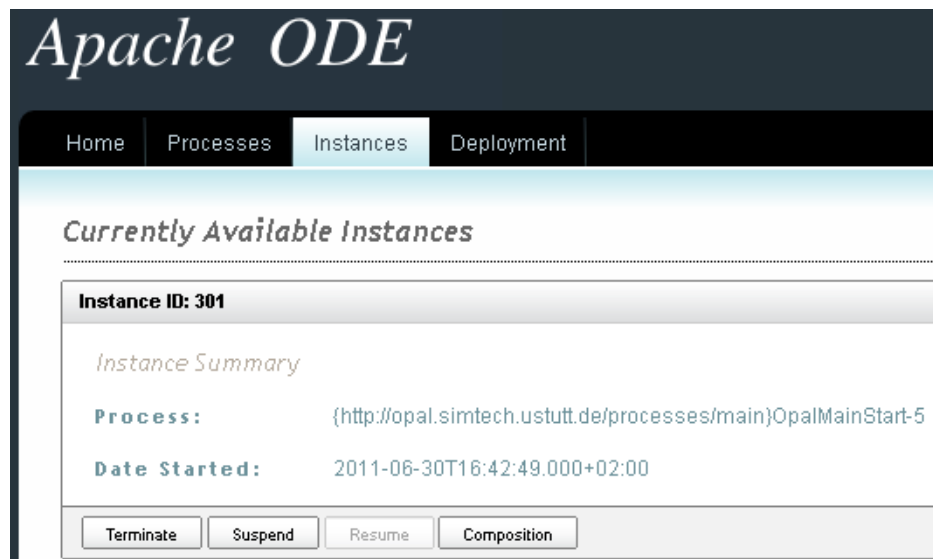 Apache ODE
Home Processes Instances Deployment
Currently Available Instances
Instance ID: 301
Instance Summary
Process: {http://opal.simtech.ustutt.de/processes/main}OpalMainStart-5
Date Started: 2011-06-30T16:42:49.000+02:00
Terminate Suspend Resume Composition